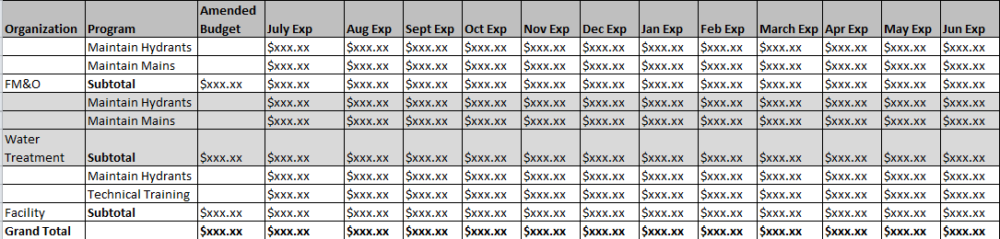 Organization Program Amended Budget July Exp Aug Exp Sept Exp Oct Exp Nov Exp Dec Exp Jan Exp Feb Exp March Exp Apr Exp May Exp Jun Exp
Maintain Hydrants $xxx.xx $xxx.xx $xxx.xx $xxx.xx $xxx.xx $xxx.xx $xxx.xx $xxx.xx $xxx.xx $xxx.xx $xxx.xx $xxx.xx
Maintain Mains $xxx.xx $xxx.xx $xxx.xx $xxx.xx $xxx.xx $xxx.xx $xxx.xx $xxx.xx $xxx.xx $xxx.xx $xxx.xx $xxx.xx
FM&O Subtotal $xxx.xx $xxx.xx $xxx.xx $xxx.xx $xxx.xx $xxx.xx $xxx.xx $xxx.xx $xxx.xx $xxx.xx $xxx.xx $xxx.xx $xxx.xx
Maintain Hydrants $xxx.xx $xxx.xx $xxx.xx $xxx.xx $xxx.xx $xxx.xx $xxx.xx $xxx.xx $xxx.xx $xxx.xx $xxx.xx $xxx.xx
Maintain Mains $xxx.xx $xxx.xx $xxx.xx $xxx.xx $xxx.xx $xxx.xx $xxx.xx $xxx.xx $xxx.xx $xxx.xx $xxx.xx $xxx.xx
Water Treatment Subtotal $xxx.xx $xxx.xx $xxx.xx $xxx.xx $xxx.xx $xxx.xx $xxx.xx $xxx.xx $xxx.xx $xxx.xx $xxx.xx $xxx.xx $xxx.xx
Maintain Hydrants $xxx.xx $xxx.xx $xxx.xx $xxx.xx $xxx.xx $xxx.xx $xxx.xx $xxx.xx $xxx.xx $xxx.xx $xxx.xx $xxx.xx
Technical Training $xxx.xx $xxx.xx $xxx.xx $xxx.xx $xxx.xx $xxx.xx $xxx.xx $xxx.xx $xxx.xx $xxx.xx $xxx.xx $xxx.xx
Facility Subtotal $xxx.xx $xxx.xx $xxx.xx $xxx.xx $xxx.xx $xxx.xx $xxx.xx $xxx.xx $xxx.xx $xxx.xx $xxx.xx $xxx.xx $xxx.xx
Grand Total $xxx.xx $xxx.xx $xxx.xx $xxx.xx $xxx.xx $xxx.xx $xxx.xx $xxx.xx $xxx.xx $xxx.xx $xxx.xx $xxx.xx $xxx.xx